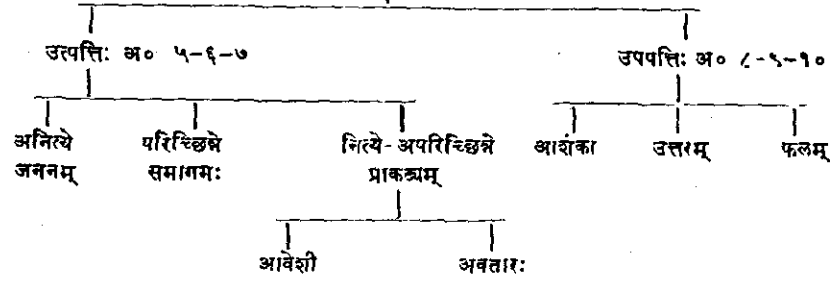 उत्पत्तिः अ० ५-६-७
उपपत्तिः अ० ८-९-१०
अनित्ये
जननम्
परिच्छिन्ने
समागमः
नित्ये-अपरिच्छिन्ने
प्राकट्यम्
आशंका
उत्तरम्
फलम्
आवेशी
अवतारः